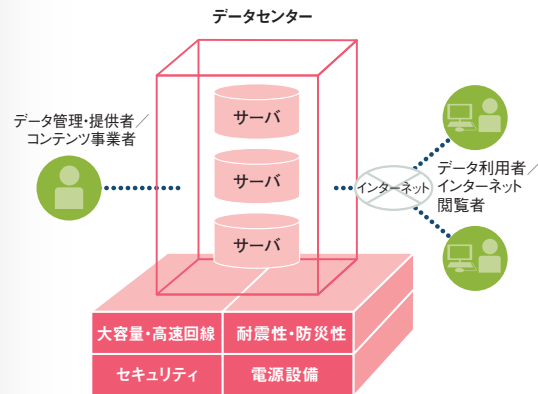 データセンター
データ管理・提供者／
コンテンツ事業者
サーバ
サーバ
サーバ
インターネット
データ利用者／
インターネット
閲覧者
大容量・高速回線
耐震性・防災性
セキュリティ
電源設備